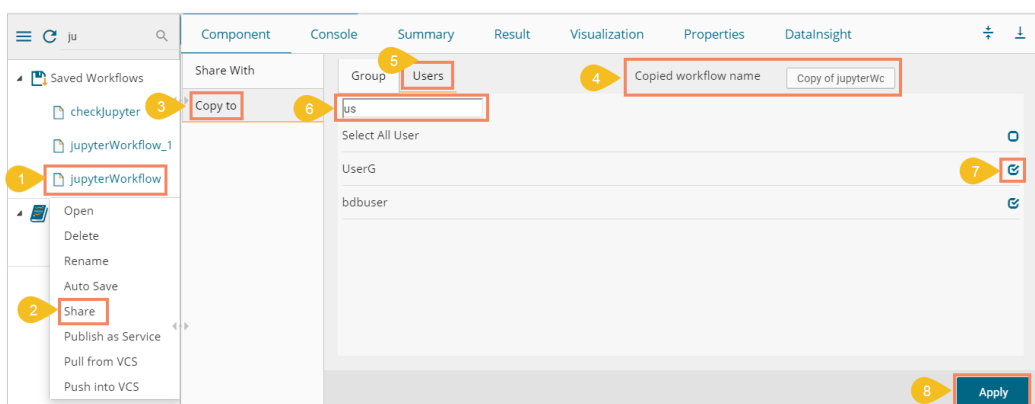 ju
Component Console Summary Result Visualization Properties DataInsight
Saved Workflows
checkJupyter
jupyterWorkflow_1
1 jupyterWorkflow
Open
Delete
Rename
Auto Save
2 Share
Publish as Service
Pull from VCS
Push into VCS
Share With
3 Copy to
Group
5 Users
4 Copied workflow name Copy of jupyterWc
6 us
Select All User
UserG 7
bdbuser
8 Apply